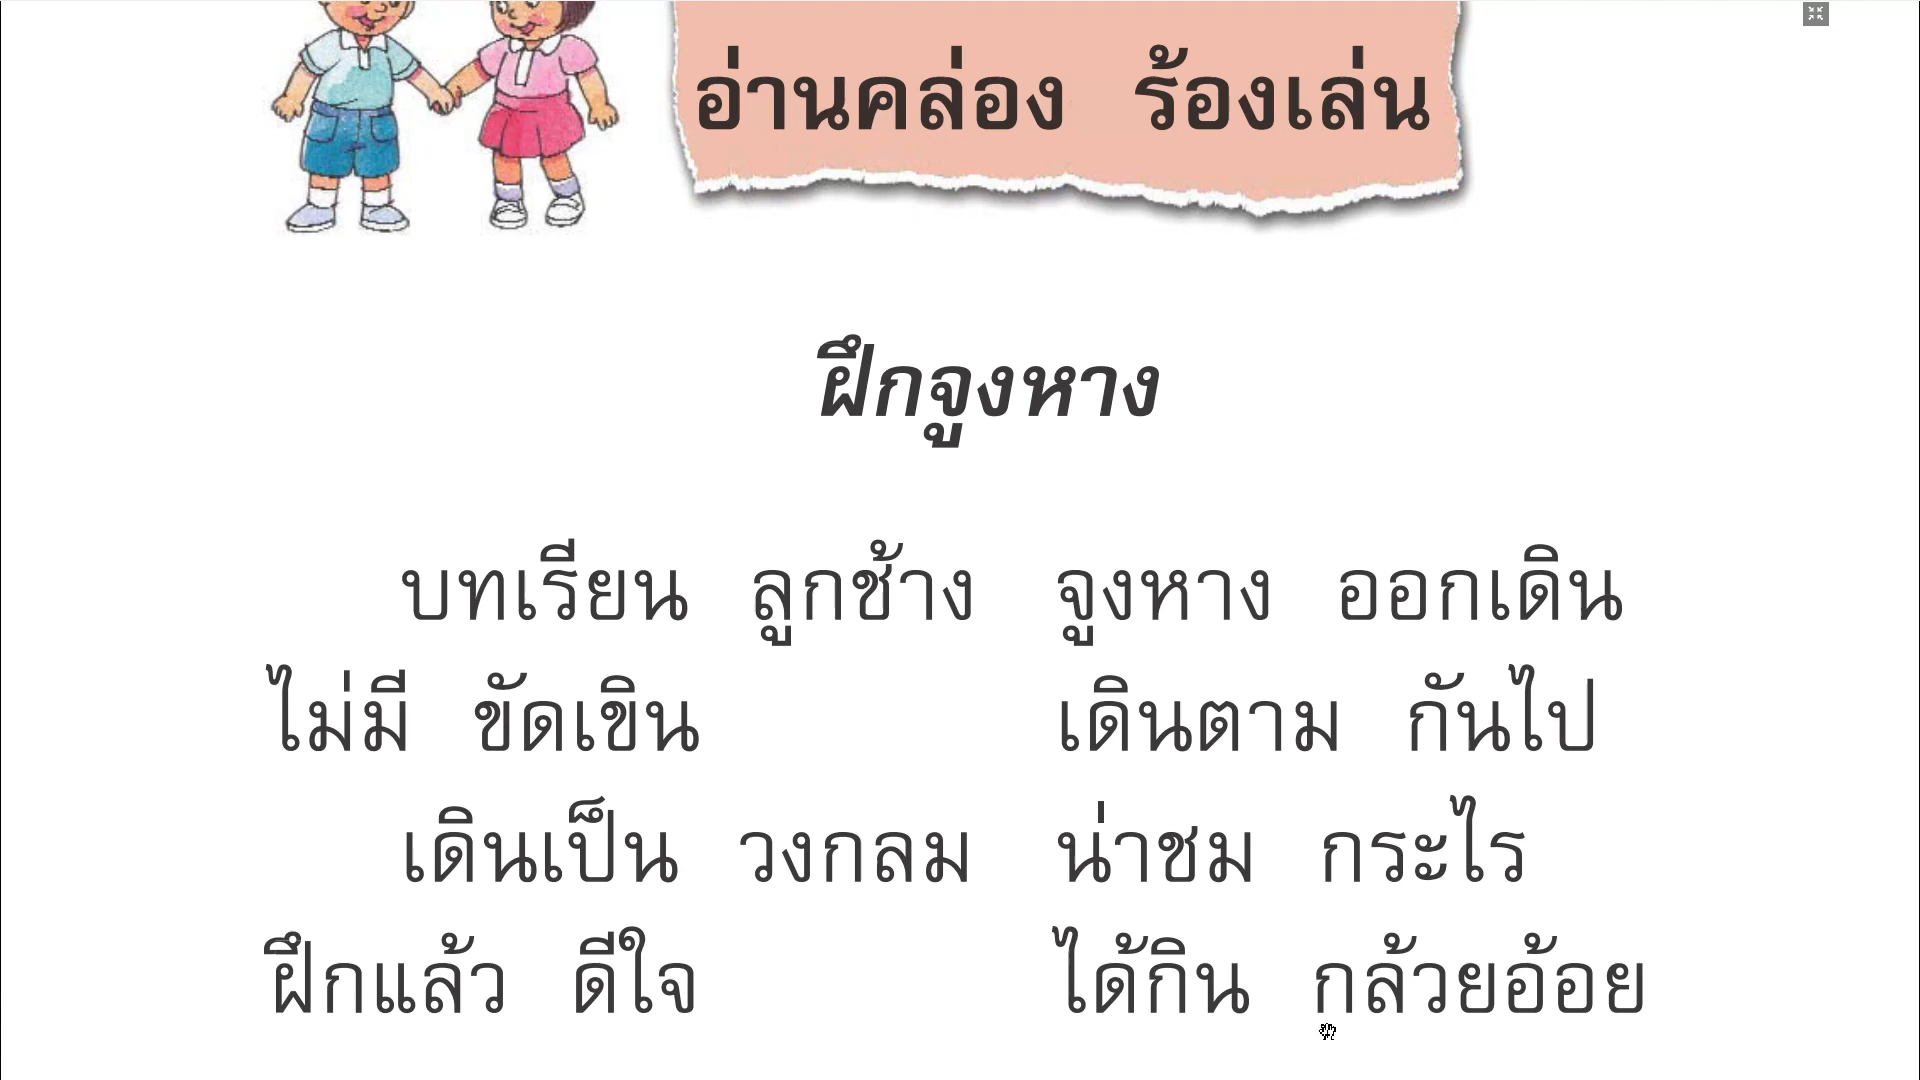 อ่านคล่อง ร้องเล่น
ฝึกจูงหาง
บทเรียน ลูกช้าง จูงหาง ออกเดิน
ไม่มี ขัดเขิน เดินตาม กันไป
เดินเป็น วงกลม น่าชม กระไร
ฝึกแล้ว ดีใจ ได้กิน กล้วยอ้อย